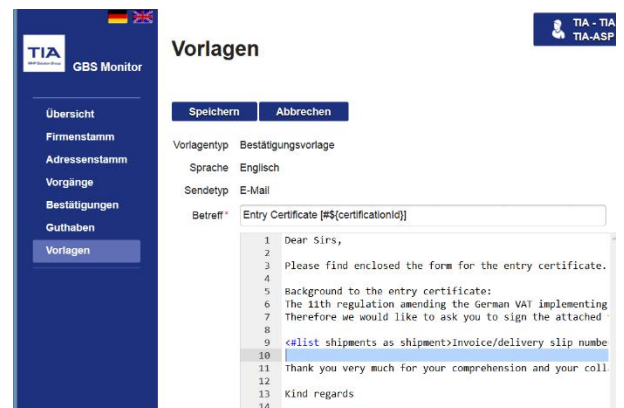 TIA
GBS Monitor
Übersicht
Firmenstamm
Adressenstamm
Vorgänge
Bestätigungen
Guthaben
Vorlagen
TIA - TIA
TIA-ASP
Vorlagen
Speichern Abbrechen
Vorlagentyp Bestätigungsvorlage
Sprache Englisch
Sendetyp E-Mail
Betreff* Entry Certificate [#${certificationId}]
1 Dear Sirs,
2
3 Please find enclosed the form for the entry certificate.
4
5 Background to the entry certificate:
6 The 11th regulation amending the German VAT implementing
7 Therefore we would like to ask you to sign the attached
8
9 <#list shipments as shipment>Invoice/delivery slip numbe
10
11 Thank you very much for your comprehension and your coll
12
13 Kind regards
14